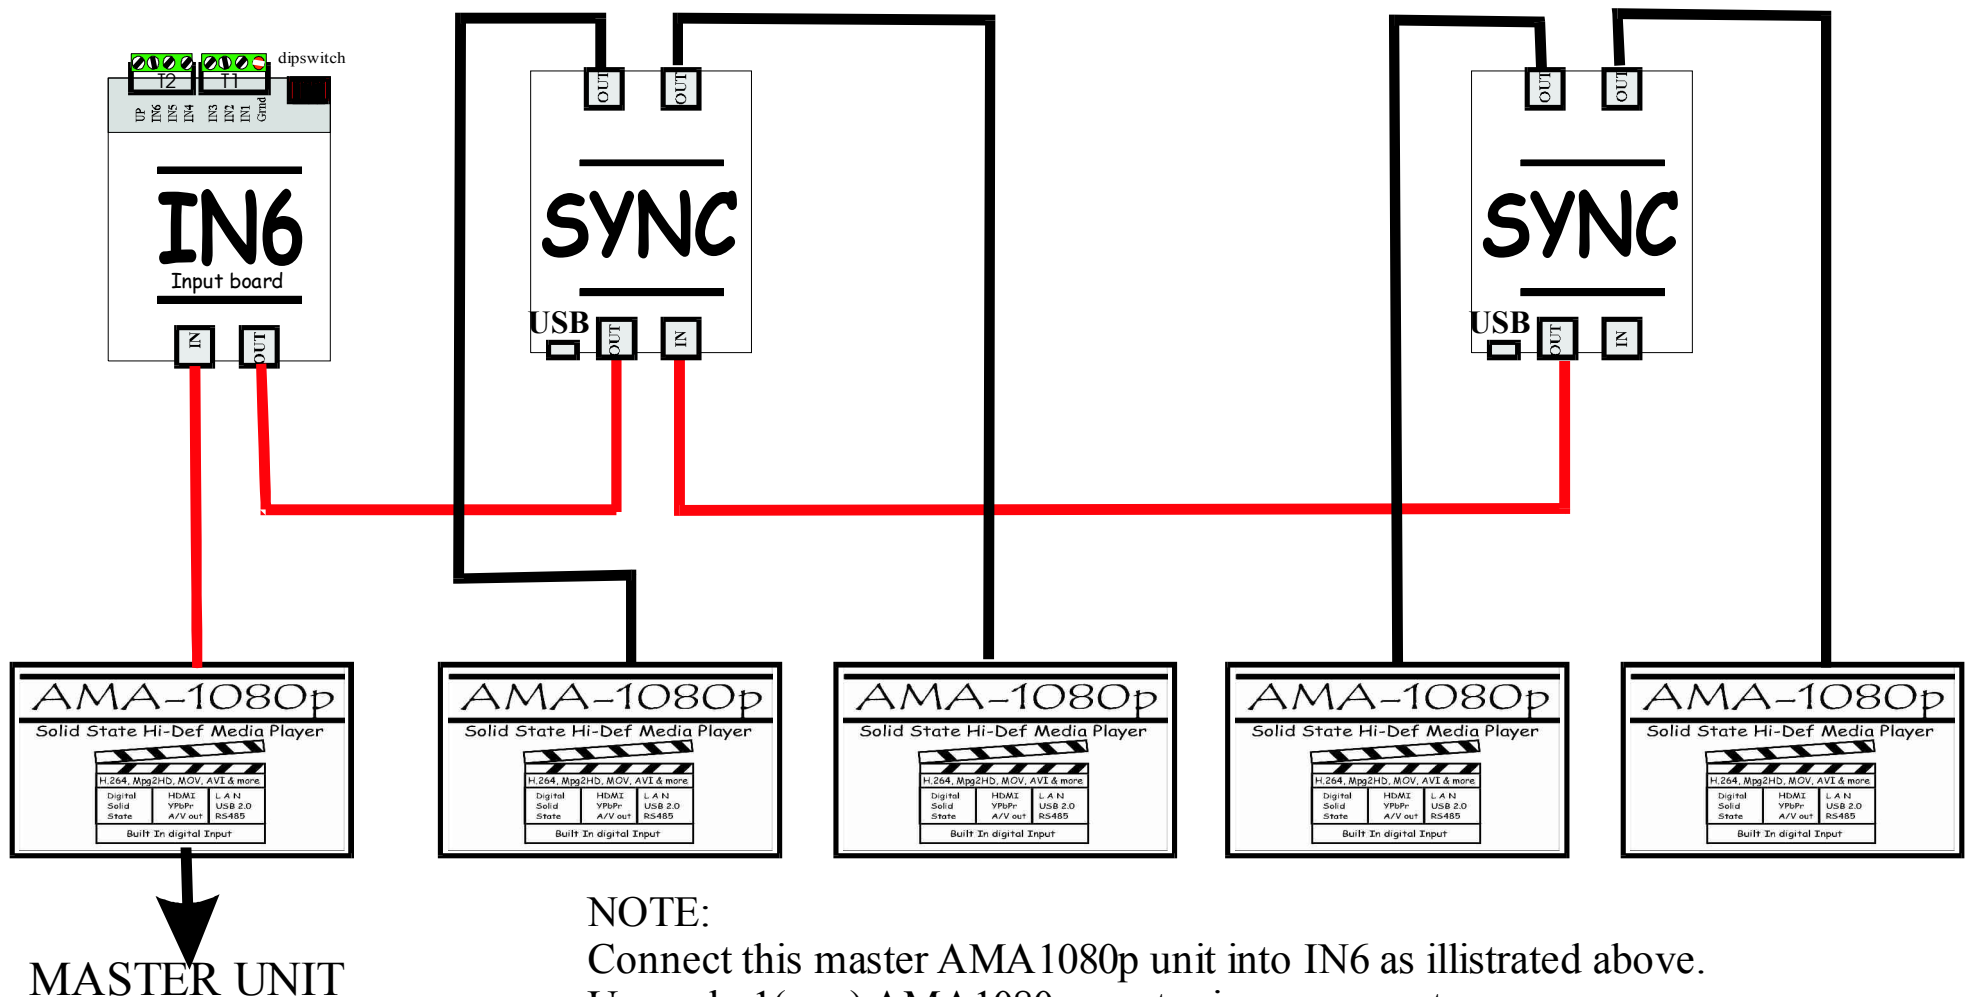 dipswitch
T2 T1
UP IN6 IN5 IN4 IN3 IN2 IN1 Grnd
IN6
Input board
IN OUT
OUT OUT
SYNC
USB
OUT IN
OUT OUT
SYNC
USB
OUT IN
AMA-1080p
Solid State Hi-Def Media Player
H.264, Mpg2HD, MOV, AVI & more
Digital HDMI L A N
Solid YPbPr USB 2.0
State A/V out RS485
Built In digital Input
AMA-1080p
Solid State Hi-Def Media Player
H.264, Mpg2HD, MOV, AVI & more
Digital HDMI L A N
Solid YPbPr USB 2.0
State A/V out RS485
Built In digital Input
AMA-1080p
Solid State Hi-Def Media Player
H.264, Mpg2HD, MOV, AVI & more
Digital HDMI L A N
Solid YPbPr USB 2.0
State A/V out RS485
Built In digital Input
AMA-1080p
Solid State Hi-Def Media Player
H.264, Mpg2HD, MOV, AVI & more
Digital HDMI L A N
Solid YPbPr USB 2.0
State A/V out RS485
Built In digital Input
AMA-1080p
Solid State Hi-Def Media Player
H.264, Mpg2HD, MOV, AVI & more
Digital HDMI L A N
Solid YPbPr USB 2.0
State A/V out RS485
Built In digital Input
MASTER UNIT
NOTE:
Connect this master AMA1080p unit into IN6 as illistrated above.